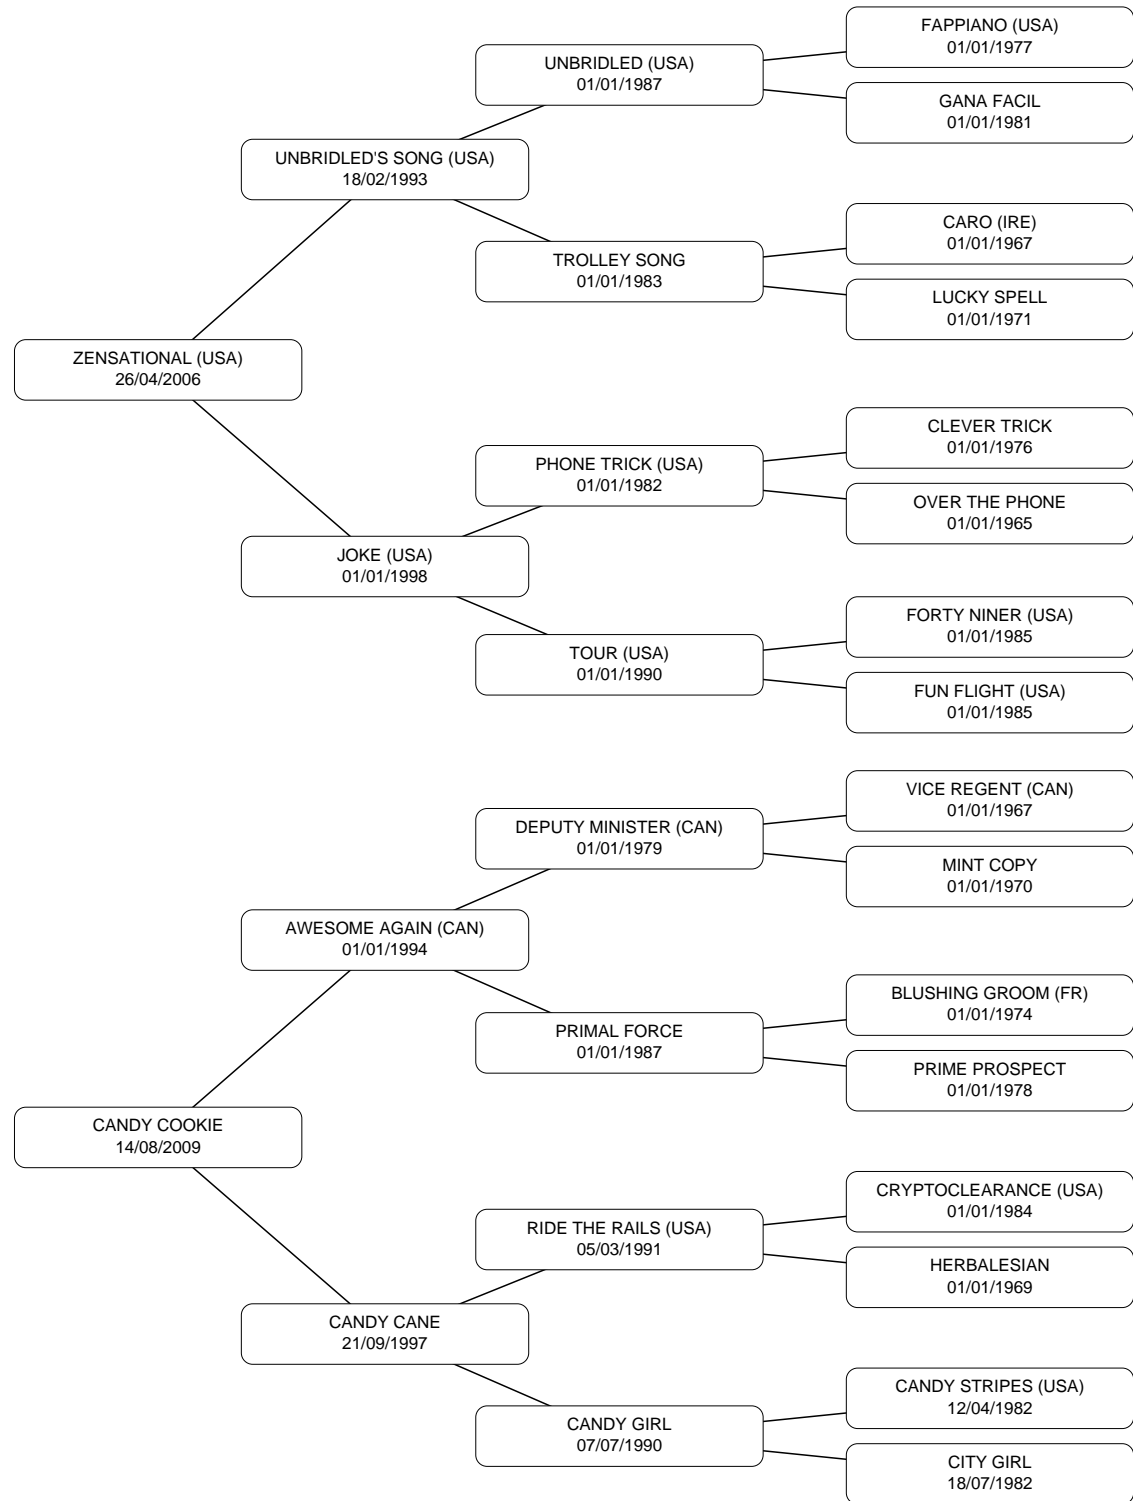 FAPPIANO (USA)
01/01/1977
UNBRIDLED (USA)
01/01/1987
GANA FACIL
01/01/1981
UNBRIDLED'S SONG (USA)
18/02/1993
CARO (IRE)
01/01/1967
TROLLEY SONG
01/01/1983
LUCKY SPELL
01/01/1971
ZENSATIONAL (USA)
26/04/2006
CLEVER TRICK
01/01/1976
PHONE TRICK (USA)
01/01/1982
OVER THE PHONE
01/01/1965
JOKE (USA)
01/01/1998
FORTY NINER (USA)
01/01/1985
TOUR (USA)
01/01/1990
FUN FLIGHT (USA)
01/01/1985
VICE REGENT (CAN)
01/01/1967
DEPUTY MINISTER (CAN)
01/01/1979
MINT COPY
01/01/1970
AWESOME AGAIN (CAN)
01/01/1994
BLUSHING GROOM (FR)
01/01/1974
PRIMAL FORCE
01/01/1987
PRIME PROSPECT
01/01/1978
CANDY COOKIE
14/08/2009
CRYPTOCLEARANCE (USA)
01/01/1984
RIDE THE RAILS (USA)
05/03/1991
HERBALESIAN
01/01/1969
CANDY CANE
21/09/1997
CANDY STRIPES (USA)
12/04/1982
CANDY GIRL
07/07/1990
CITY GIRL
18/07/1982